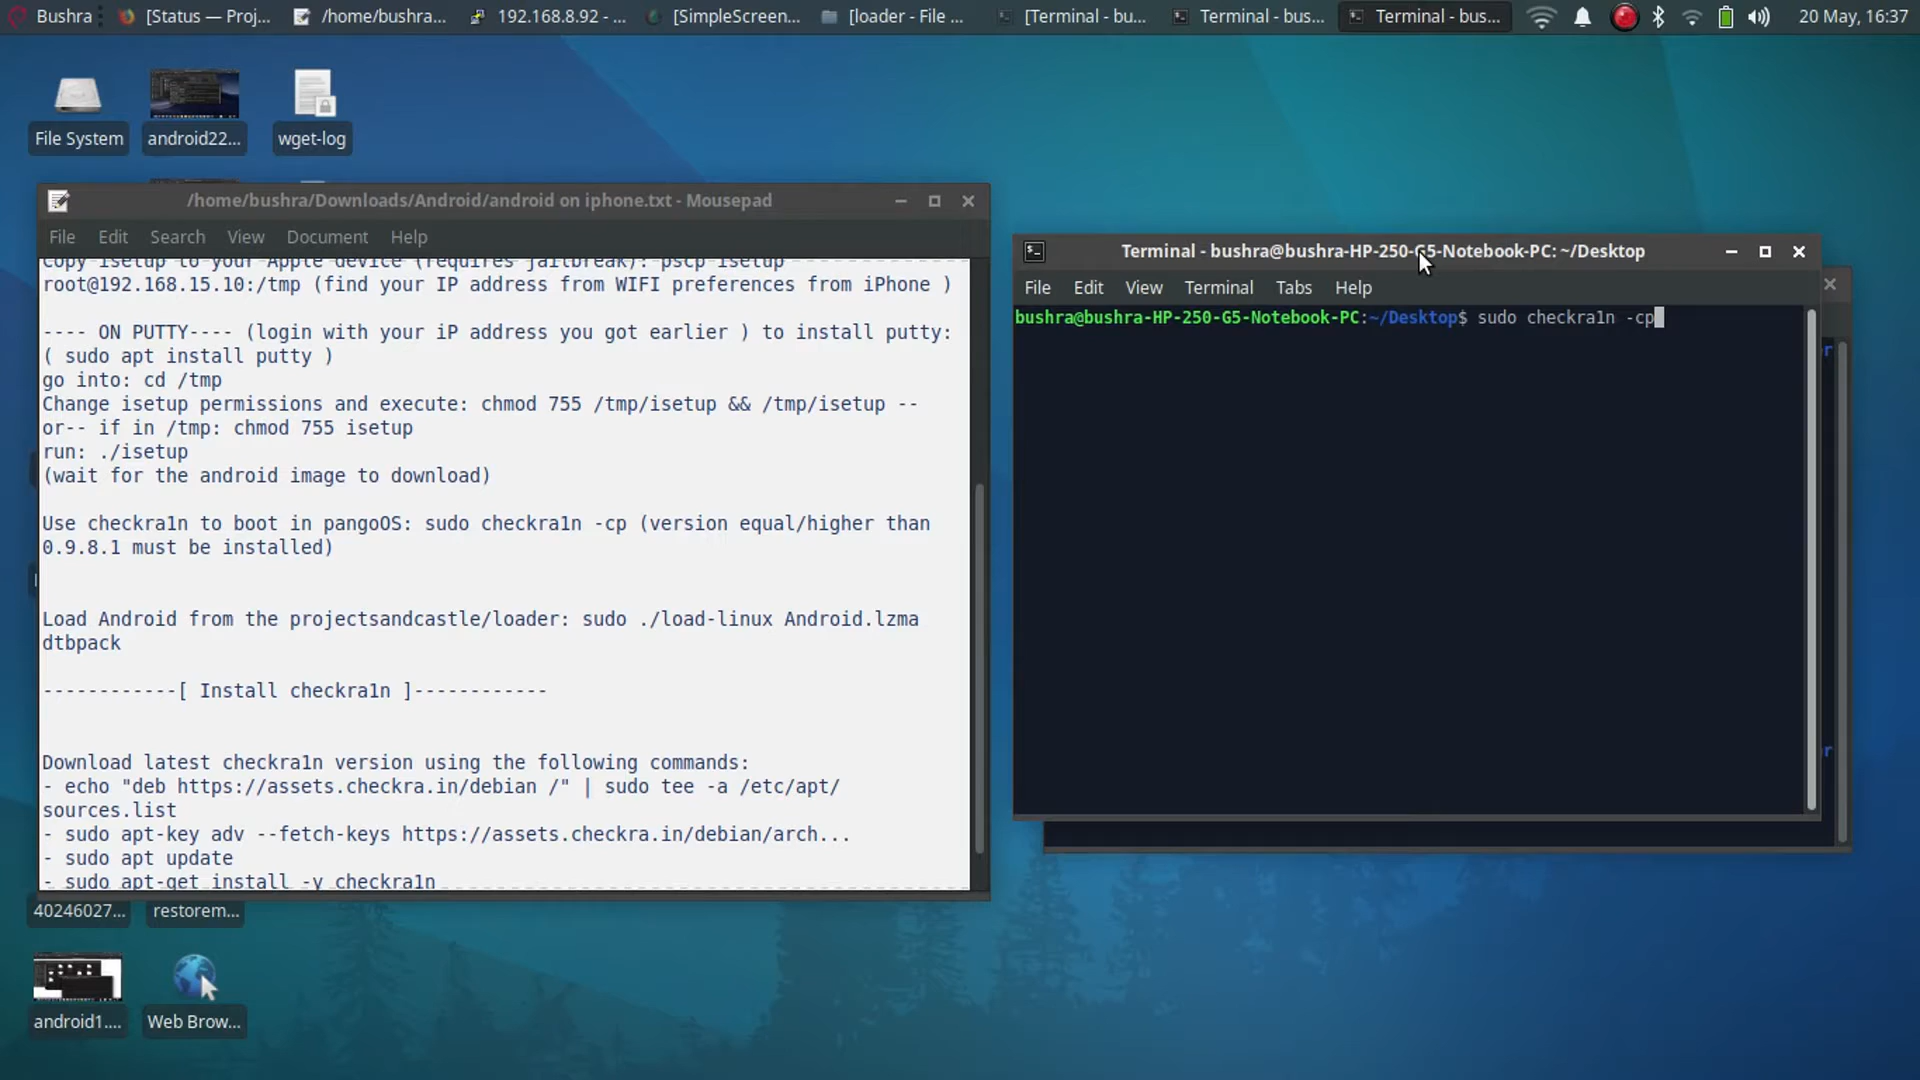 Bushra
[Status — Proj...
/home/bushra...
192.168.8.92 - ...
[SimpleScreen...
[loader - File ...
[Terminal - bu...
Terminal - bus...
Terminal - bus...
20 May, 16:37
File System
android22...
wget-log
/home/bushra/Downloads/Android/android on iphone.txt - Mousepad
File Edit Search View Document Help
Copy isetup to your Apple device (requires jailbreak): pscp isetup
root@192.168.15.10:/tmp (find your IP address from WIFI preferences from iPhone )
---- ON PUTTY---- (login with your iP address you got earlier ) to install putty:
( sudo apt install putty )
go into: cd /tmp
Change isetup permissions and execute: chmod 755 /tmp/isetup && /tmp/isetup --
or-- if in /tmp: chmod 755 isetup
run: ./isetup
(wait for the android image to download)
Use checkra1n to boot in pangoOS: sudo checkra1n -cp (version equal/higher than
0.9.8.1 must be installed)
Load Android from the projectsandcastle/loader: sudo ./load-linux Android.lzma
dtbpack
------------[ Install checkra1n ]------------
Download latest checkra1n version using the following commands:
- echo "deb https://assets.checkra.in/debian /" | sudo tee -a /etc/apt/
sources.list
- sudo apt-key adv --fetch-keys https://assets.checkra.in/debian/arch...
- sudo apt update
- sudo apt-get install -y checkra1n
Terminal - bushra@bushra-HP-250-G5-Notebook-PC: ~/Desktop
File Edit View Terminal Tabs Help
bushra@bushra-HP-250-G5-Notebook-PC:~/Desktop$ sudo checkra1n -cp
40246027...
restorem...
android1....
Web Brow...